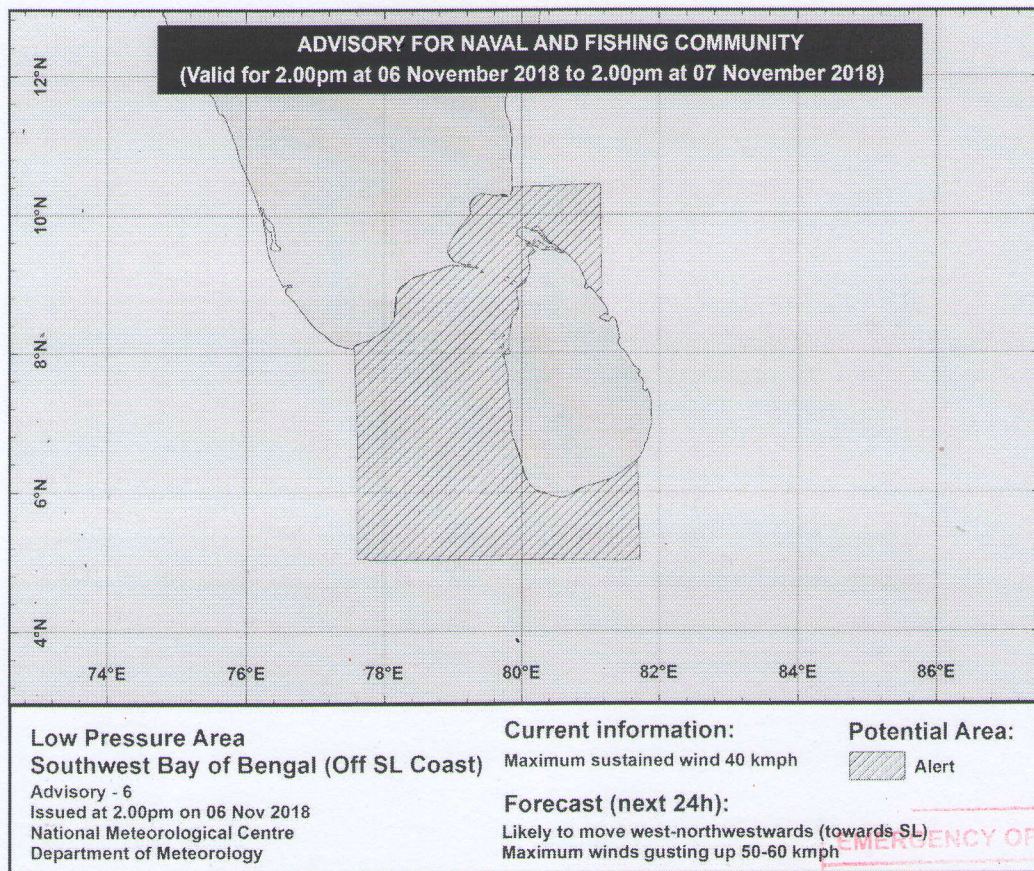 ADVISORY FOR NAVAL AND FISHING COMMUNITY
(Valid for 2.00pm at 06 November 2018 to 2.00pm at 07 November 2018)
12°N
10°N
8°N
6°N
4°N
74°E 76°E 78°E 80°E 82°E 84°E 86°E
Low Pressure Area
Southwest Bay of Bengal (Off SL Coast)
Advisory - 6
Issued at 2.00pm on 06 Nov 2018
National Meteorological Centre
Department of Meteorology
Current information:
Maximum sustained wind 40 kmph
Forecast (next 24h):
Likely to move west-northwestwards (towards SL)
Maximum winds gusting up 50-60 kmph
Potential Area:
Alert
EMERGENCY